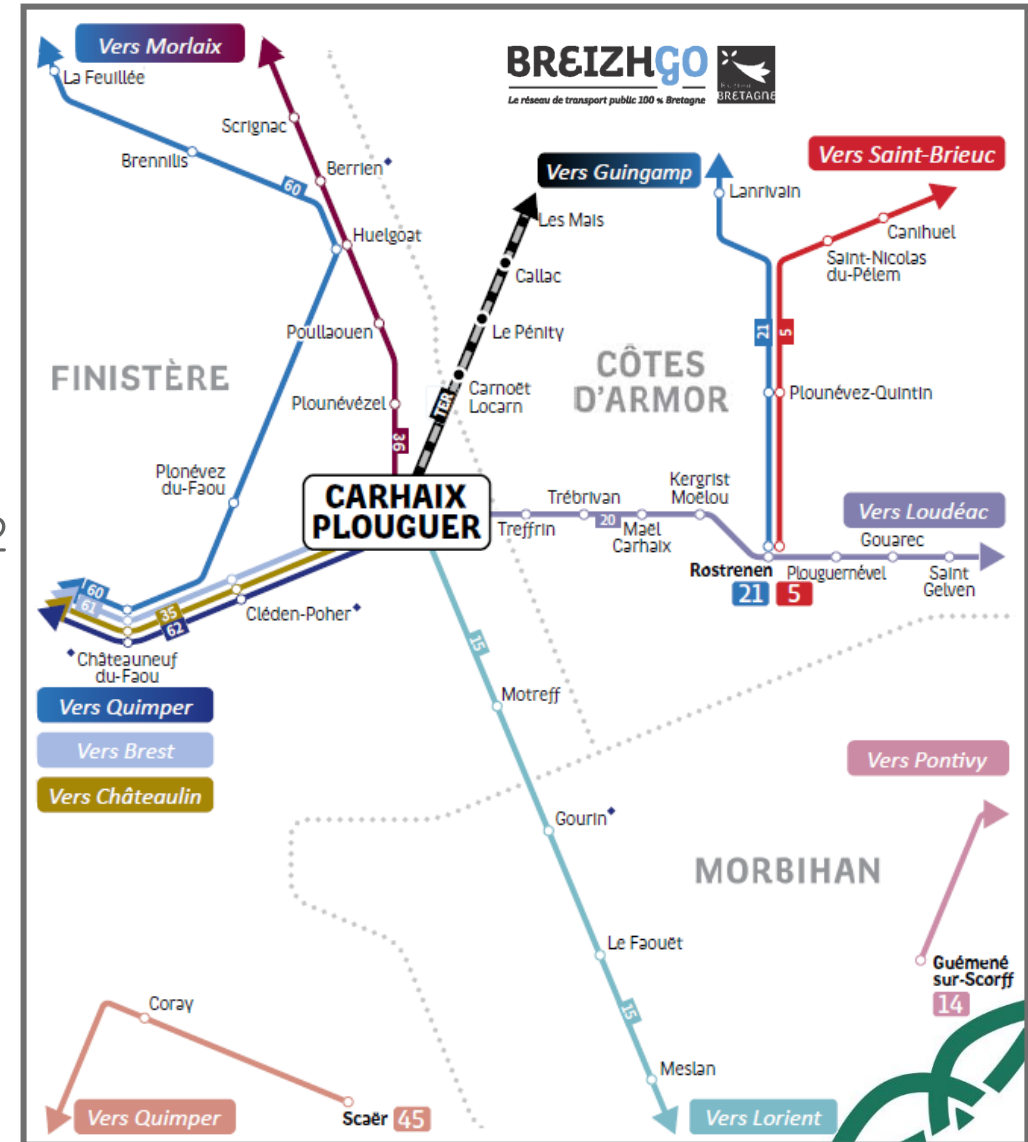 Vers Morlaix
BREIZHGO
Le réseau de transport public 100 % Bretagne
BRETAGNE
La Feuillée
Scrignac
Brennilis
Berrien
60
Huelgoat
Poullaouen
Plounévézel
36
FINISTÈRE
Plonévez
du-Faou
Vers Guingamp
Les Mais
Callac
Le Pénity
Carnoët
Locarn
TER
Vers Saint-Brieuc
Lanrivain
Canihuel
Saint-Nicolas
du-Pélem
21
5
CÔTES
D'ARMOR
Plounévez-Quintin
CARHAIX
PLOUGUER
Treffrin
Trébrivan
20
Maël
Carhaix
Kergrist
Moëlou
Vers Loudéac
Rostrenen
21
5
Plouguernével
Gouarec
Saint
Gelven
60
61
35
62
Cléden-Poher
Châteauneuf
du-Faou
Vers Quimper
Vers Brest
Vers Châteaulin
15
Motreff
Gourin
Le Faouët
15
Meslan
Vers Lorient
MORBIHAN
Vers Pontivy
Guémené
sur-Scorff
14
Coray
Scaër 45
Vers Quimper